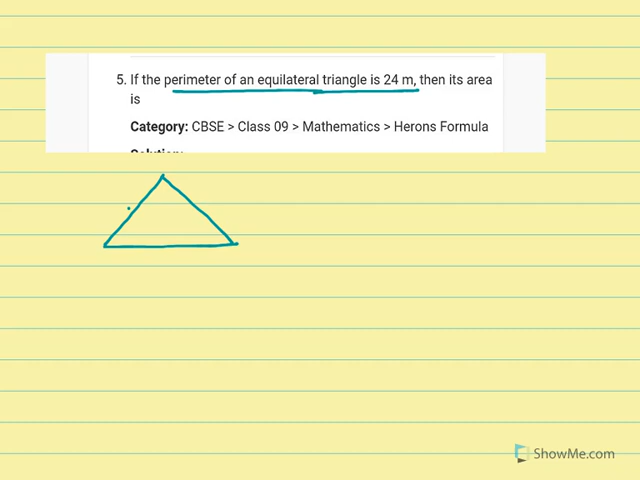 5. If the perimeter of an equilateral triangle is 24 m, then its area
is
Category: CBSE > Class 09 > Mathematics > Herons Formula
Solution:
ShowMe.com